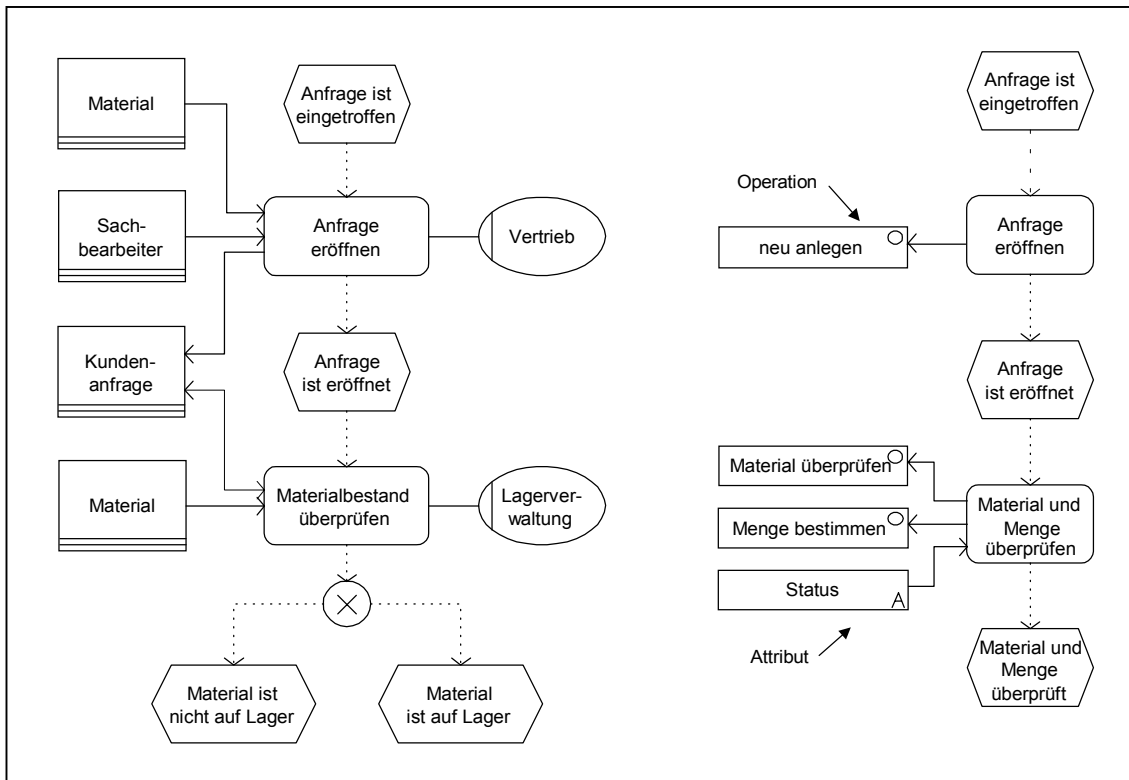 Material
Anfrage ist
eingetroffen
Sach-
bearbeiter
Anfrage
eröffnen
Vertrieb
Kunden-
anfrage
Anfrage
ist eröffnet
Material
Materialbestand
überprüfen
Lagerver-
waltung
Material ist
nicht auf Lager
Material
ist auf Lager
Anfrage ist
eingetroffen
Operation
neu anlegen
Anfrage
eröffnen
Anfrage
ist eröffnet
Material überprüfen
Menge bestimmen
Status
A
Material und
Menge
überprüfen
Attribut
Material und
Menge
überprüft